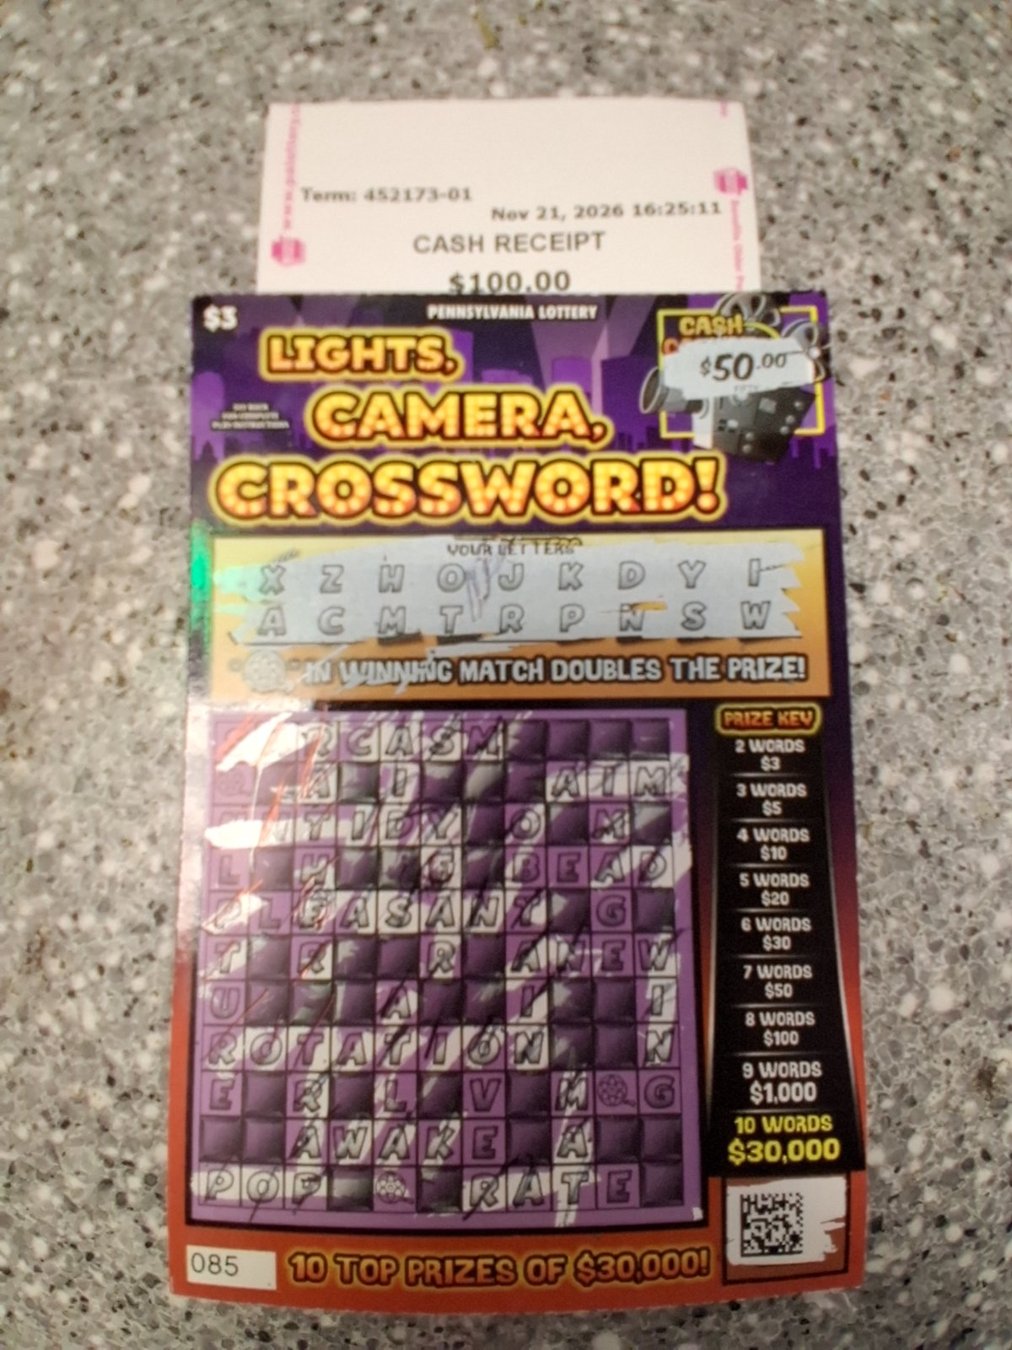 Term: 452173-01
Nov 21, 2026 16:25:11
CASH RECEIPT
$100.00
$3
PENNSYLVANIA LOTTERY
LIGHTS,
CAMERA,
CROSSWORD!
CASH
$50.00
YOUR LETTERS
X Z H O J K D Y I
A C M T R P N S W
IN WINNING MATCH DOUBLES THE PRIZE!
PRIZE KEY
2 WORDS
$3
3 WORDS
$5
4 WORDS
$10
5 WORDS
$20
6 WORDS
$30
7 WORDS
$50
8 WORDS
$100
9 WORDS
$1,000
10 WORDS
$30,000
C A S M
A I A I M
T I D Y O M
L H G B E A D
P L E A S A N T G
T R R A N E W
U A I I
R O T A T I O N N
E R L V M G
A W A K E A
P O P R A T E
085
10 TOP PRIZES OF $30,000!